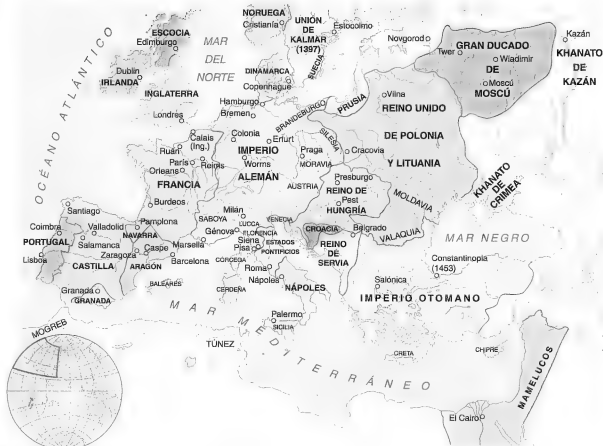 NORUEGA
Cristianía
UNIÓN
DE
KALMAR
(1397)
Estocolmo
SUECIA
ESCOCIA
Edimburgo
MAR
DEL
NORTE
Novgorod
GRAN DUCADO
DE
MOSCÚ
Twer
Wladimir
Moscú
Kazán
KHANATO
DE
KAZÁN
OCÉANO ATLÁNTICO
Dublin
IRLANDA
INGLATERRA
Londres
DINAMARCA
Copenhague
Hamburgo
Bremen
BRANDEBURGO
PRUSIA
Vilna
REINO UNIDO
DE POLONIA
Y LITUANIA
Calais
(Ing.)
Ruán
París
Reims
Orleans
FRANCIA
Burdeos
Colonia
Erfurt
IMPERIO
Worms
ALEMÁN
SILESIA
Praga
MORAVIA
Cracovia
AUSTRIA
Presburgo
REINO DE
Pest
HUNGRÍA
MOLDAVIA
VALAQUIA
KHANATO
DE
CRIMEA
MAR NEGRO
Santiago
Coimbra
PORTUGAL
Lisboa
Valladolid
Salamanca
CASTILLA
Pamplona
NAVARRA
Zaragoza
Caspe
ARAGÓN
Barcelona
Marsella
Granada
GRANADA
BALEARES
SABOYA
Milán
Génova
LUCCA
VENECIA
FLORENCIA
Siena
Pisa
ESTADOS
PONTIFICIOS
CÓRCEGA
Roma
CERDEÑA
Nápoles
NÁPOLES
CROACIA
Belgrado
REINO
DE
SERVIA
Constantinopla
(1453)
Salónica
IMPERIO OTOMANO
Palermo
SICILIA
MOGREB
TÚNEZ
MAR MEDITERRÁNEO
CRETA
CHIPRE
MAMELUCOS
El Cairo